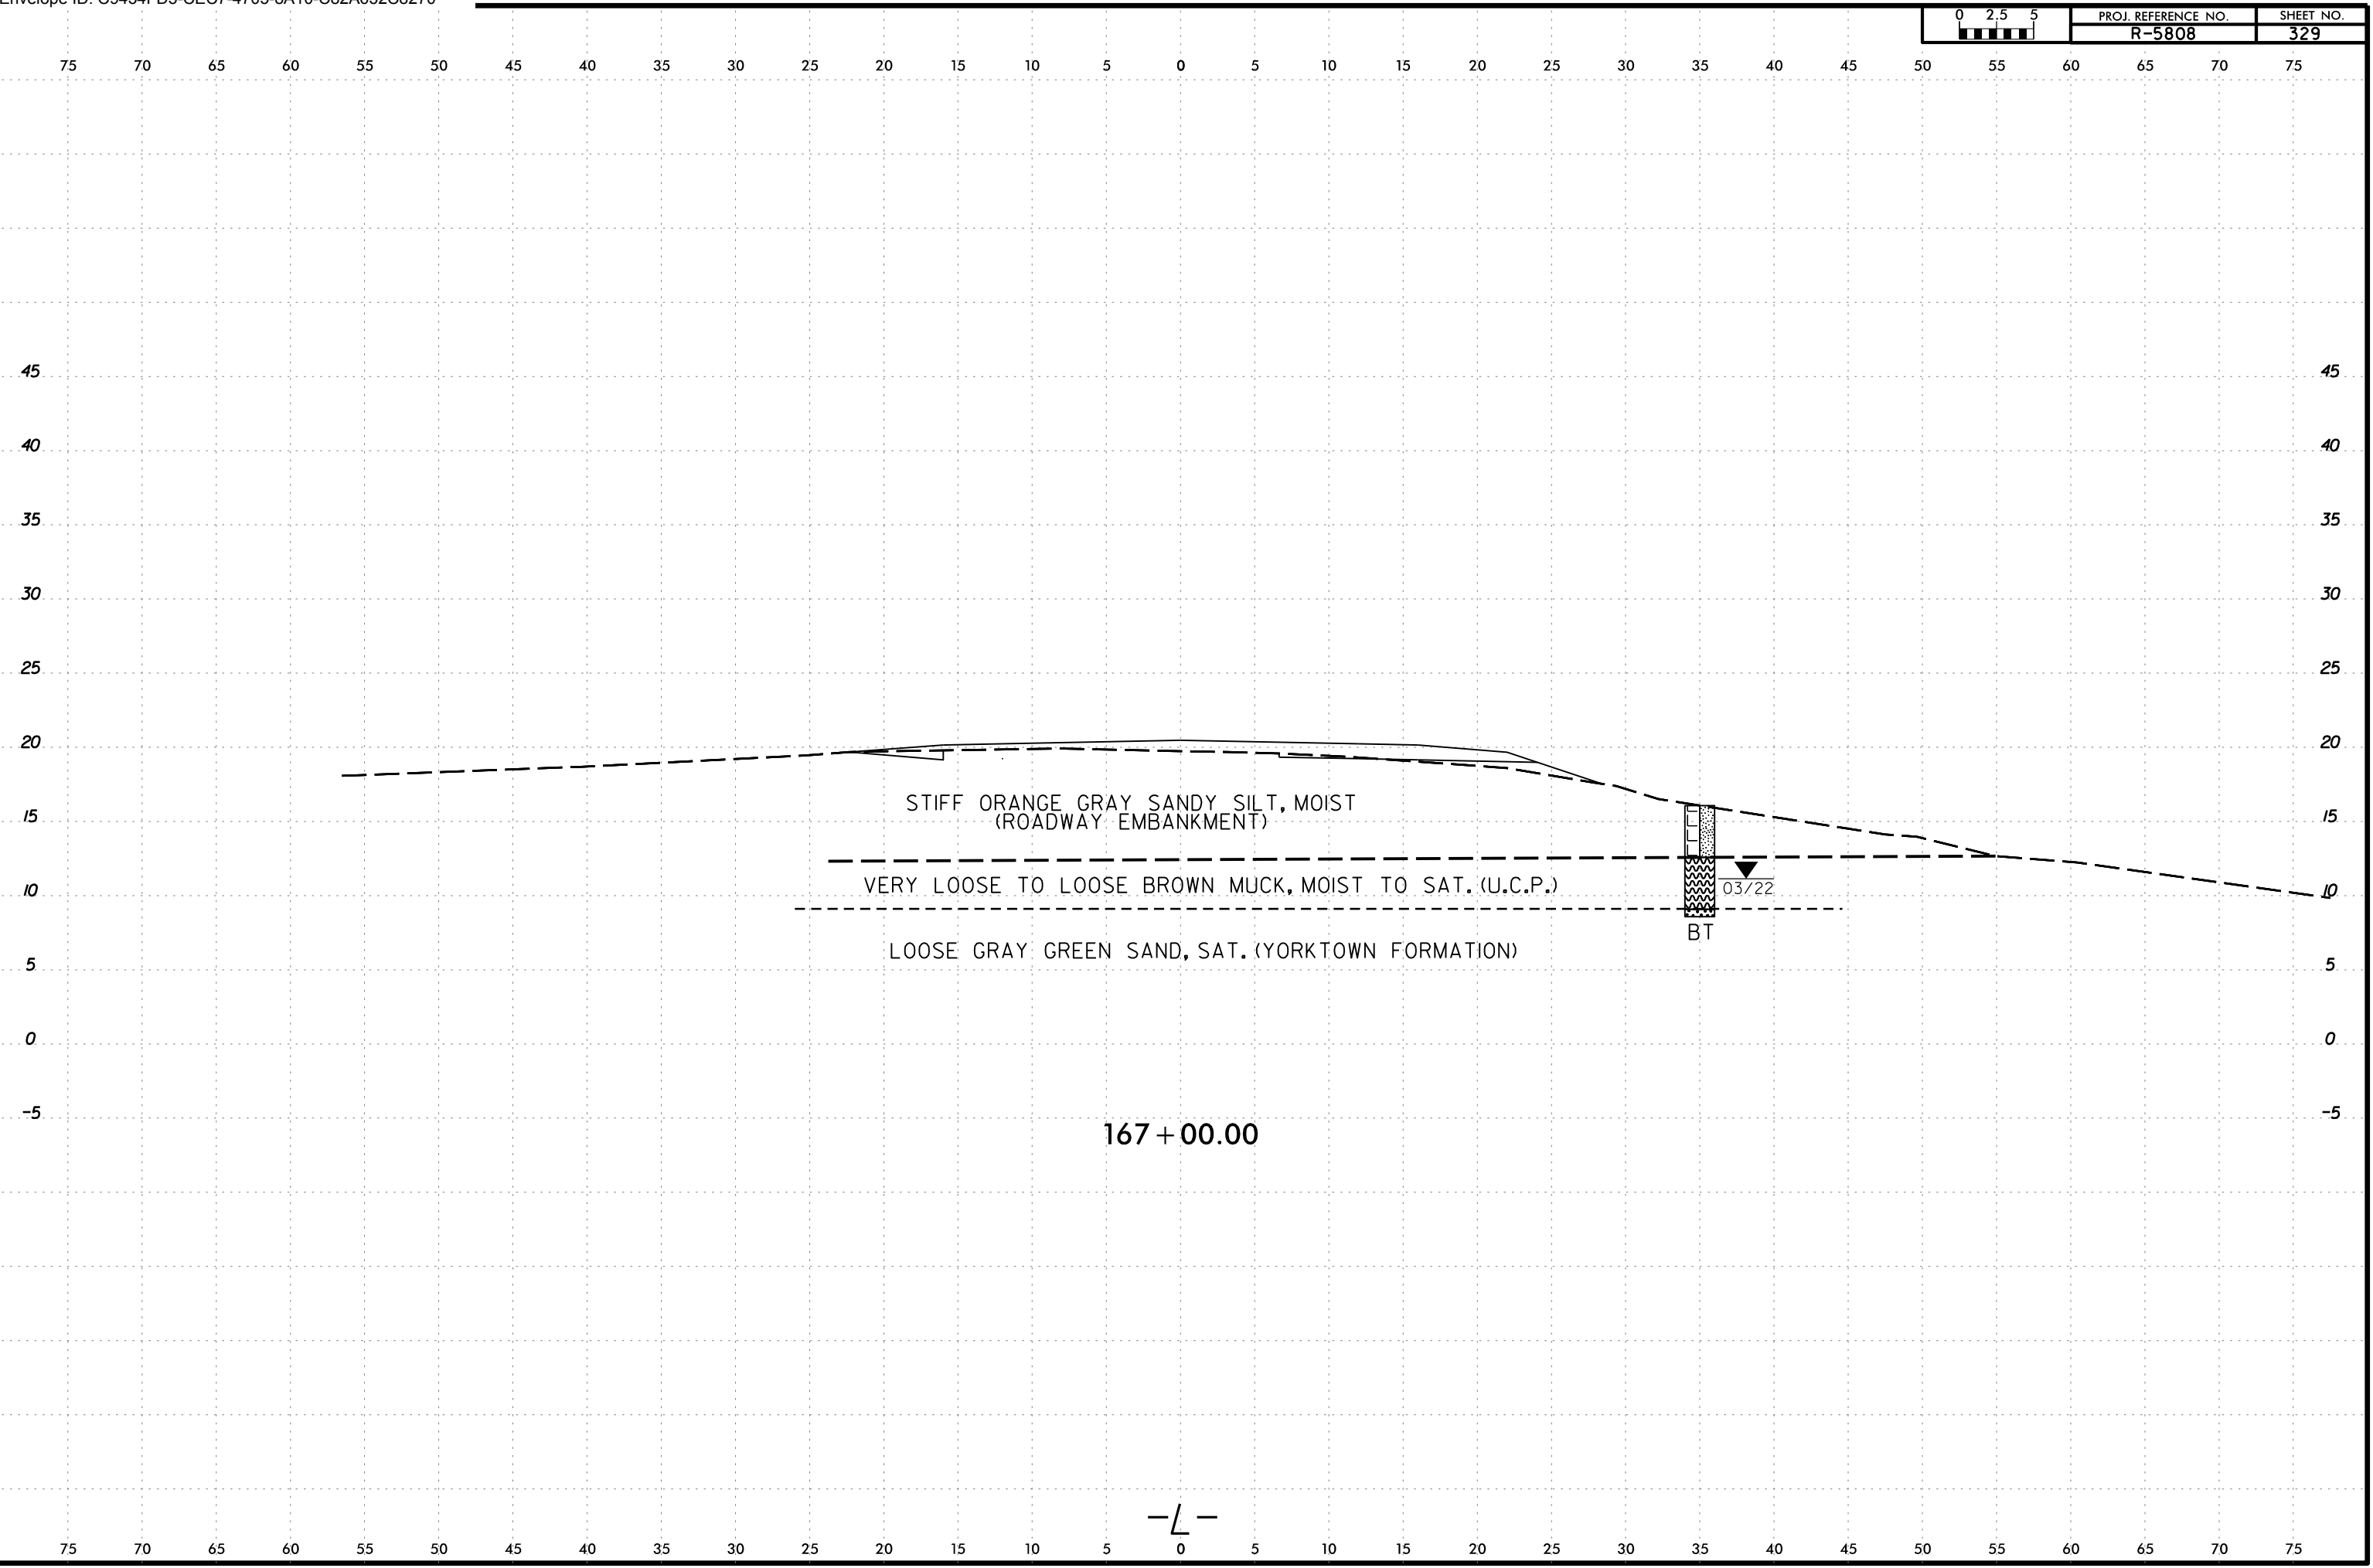 0 2.5 5
PROJ. REFERENCE NO.
SHEET NO.
R-5808
329
75 70 65 60 55 50 45 40 35 30 25 20 15 10 5 0 5 10 15 20 25 30 35 40 45 50 55 60 65 70 75
45 45
40 40
35 35
30 30
25 25
20 20
STIFF ORANGE GRAY SANDY SILT, MOIST
(ROADWAY EMBANKMENT)
15 15
VERY LOOSE TO LOOSE BROWN MUCK, MOIST TO SAT. (U.C.P.)
03/22
10 10
BT
LOOSE GRAY GREEN SAND, SAT. (YORKTOWN FORMATION)
5 5
0 0
-5 -5
167+00.00
-L-
75 70 65 60 55 50 45 40 35 30 25 20 15 10 5 0 5 10 15 20 25 30 35 40 45 50 55 60 65 70 75